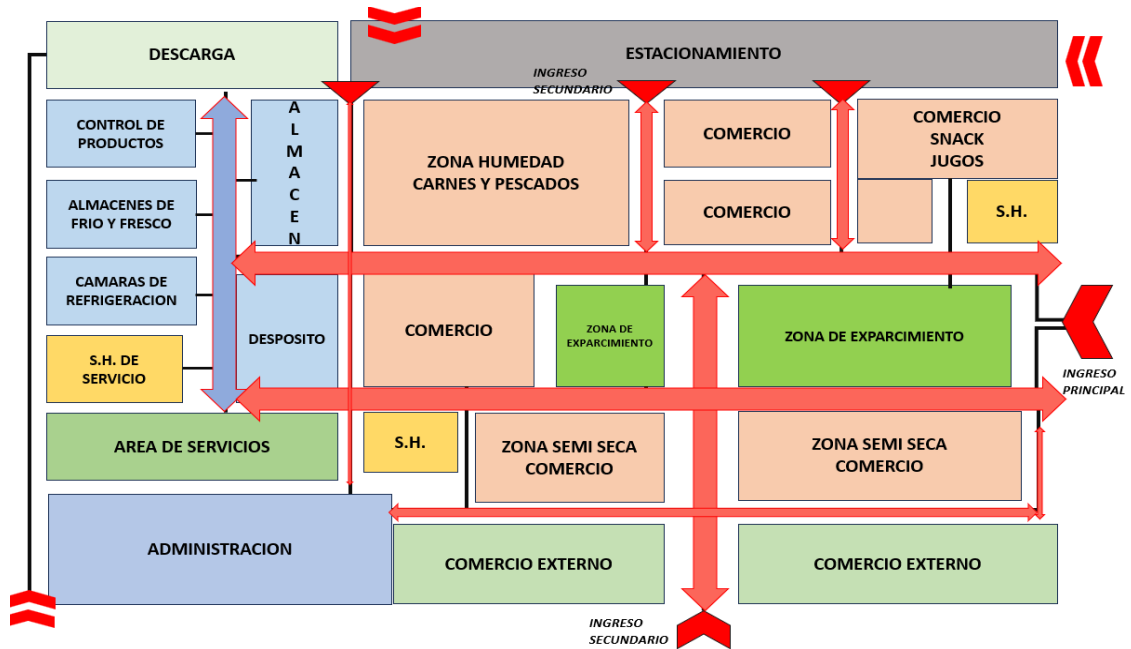 DESCARGA
ESTACIONAMIENTO
INGRESO
SECUNDARIO
CONTROL DE
PRODUCTOS
A
L
M
A
C
E
N
ZONA HUMEDAD
CARNES Y PESCADOS
COMERCIO
COMERCIO
SNACK
JUGOS
ALMACENES DE
FRIO Y FRESCO
COMERCIO
S.H.
CAMARAS DE
REFRIGERACION
DESPOSITO
COMERCIO
ZONA DE
EXPARCIMIENTO
ZONA DE EXPARCIMIENTO
INGRESO
PRINCIPAL
S.H. DE
SERVICIO
AREA DE SERVICIOS
S.H.
ZONA SEMI SECA
COMERCIO
ZONA SEMI SECA
COMERCIO
ADMINISTRACION
COMERCIO EXTERNO
COMERCIO EXTERNO
INGRESO
SECUNDARIO